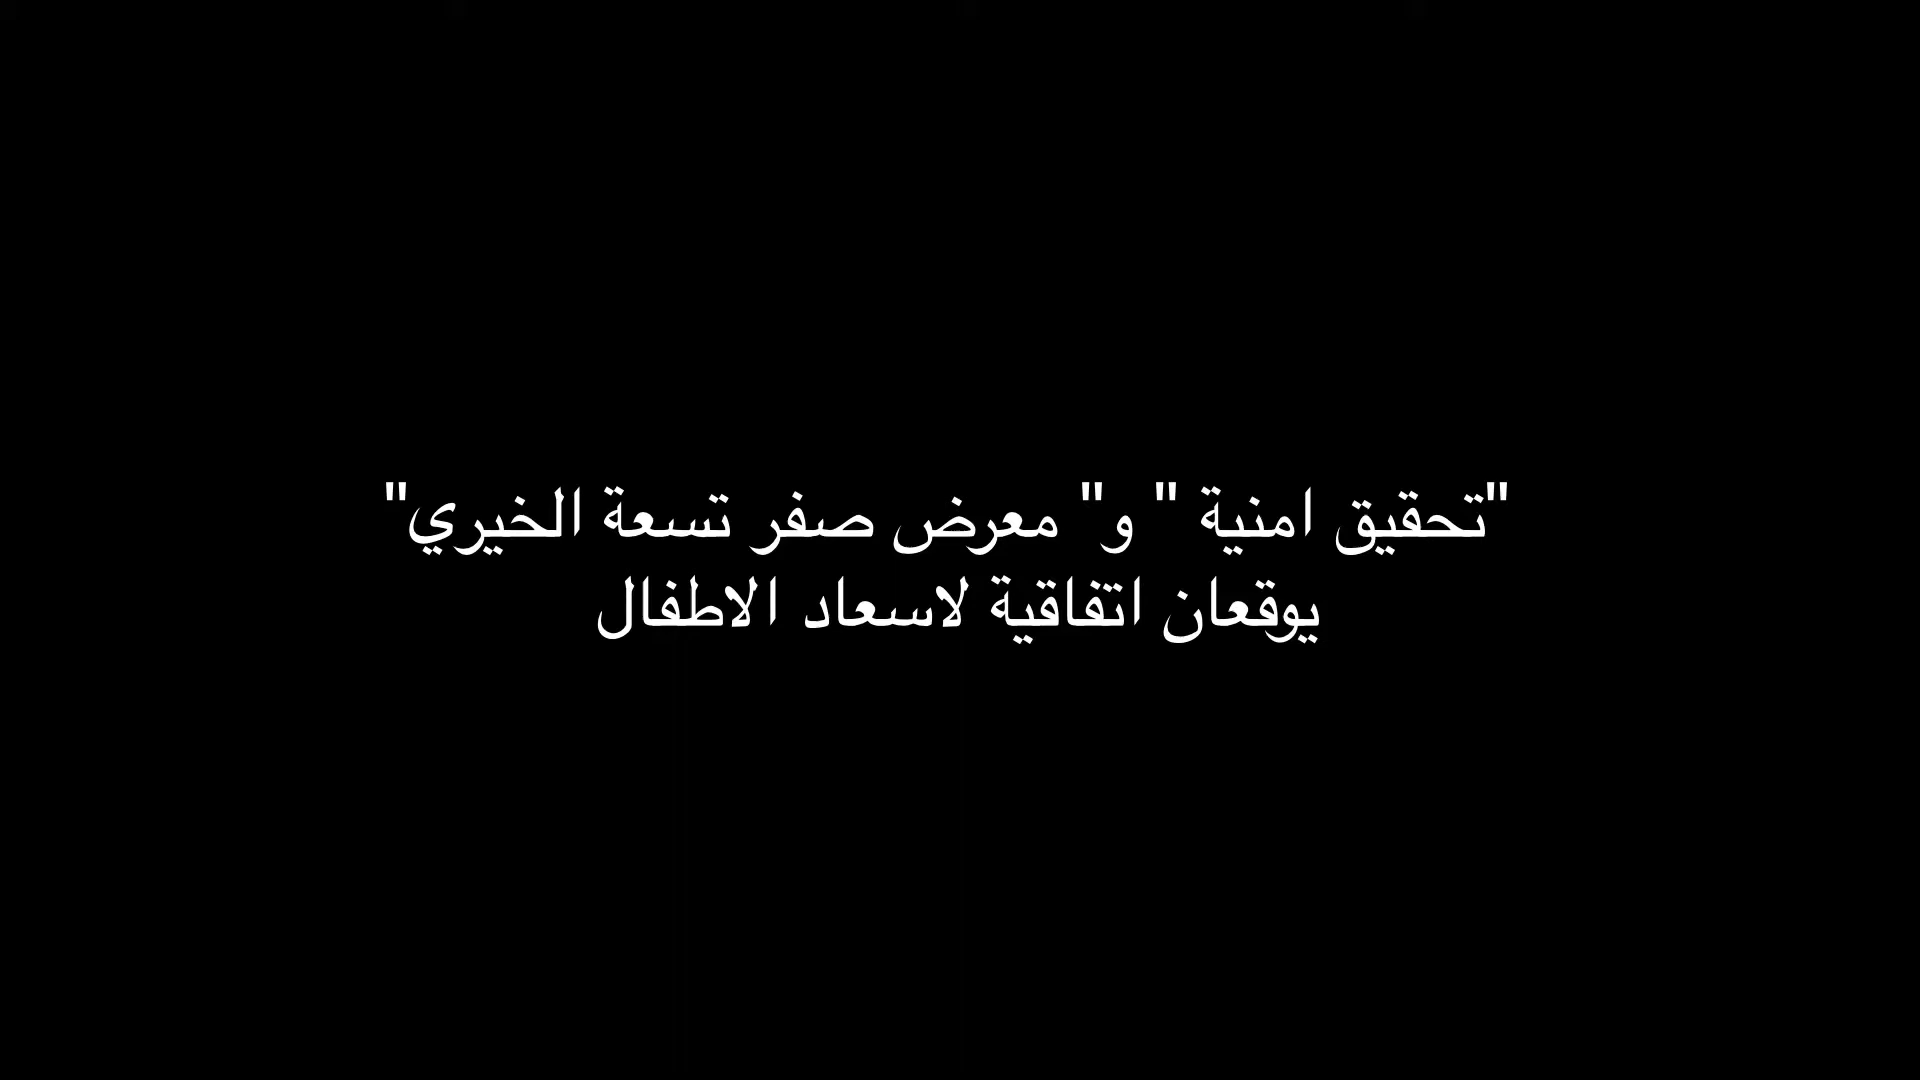 "تحقيق امنية " و" معرض صفر تسعة الخيري"
يوقعان اتفاقية لاسعاد الاطفال